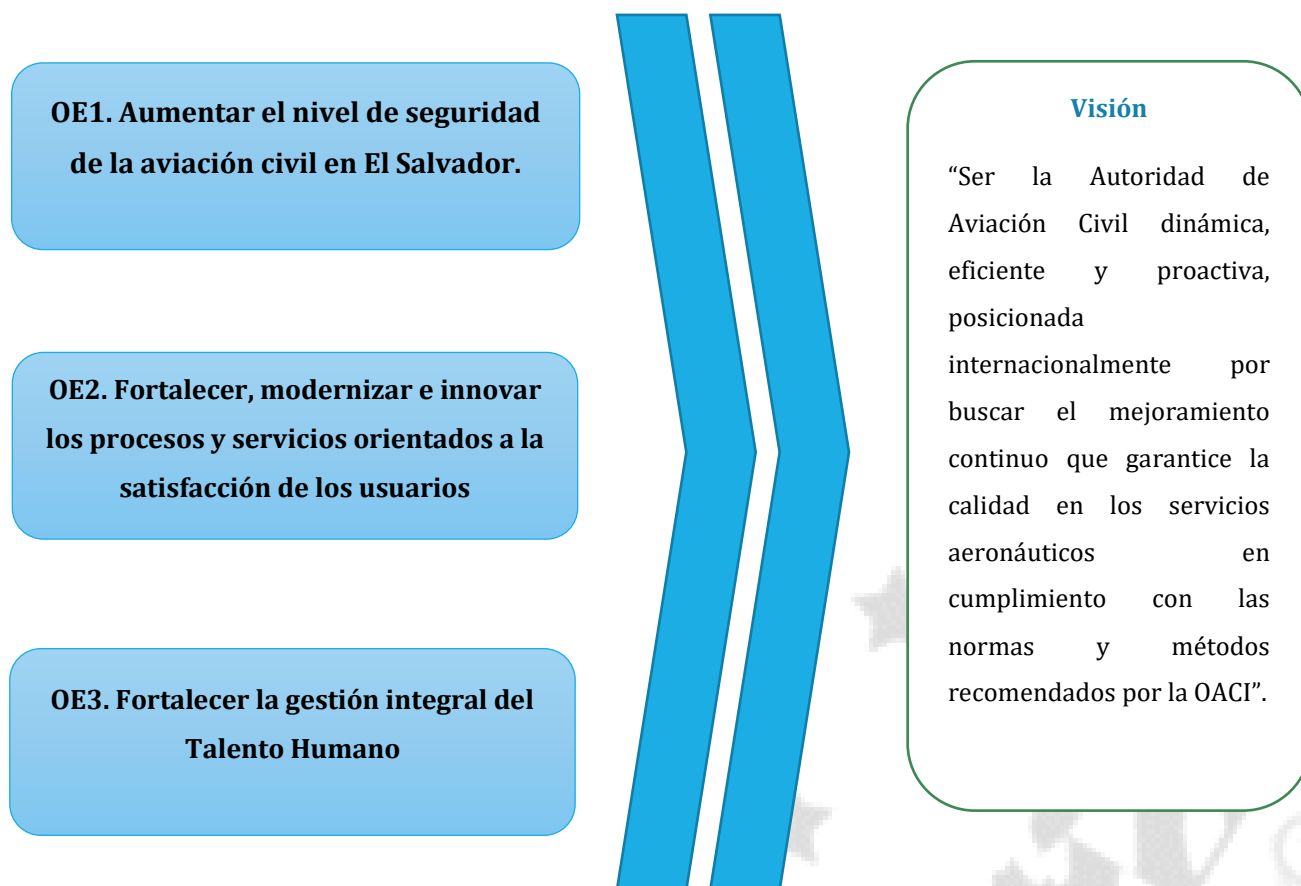 OE1. Aumentar el nivel de seguridad
de la aviación civil en El Salvador.
OE2. Fortalecer, modernizar e innovar
los procesos y servicios orientados a la
satisfacción de los usuarios
OE3. Fortalecer la gestión integral del
Talento Humano
Visión
“Ser la Autoridad de
Aviación Civil dinámica,
eficiente y proactiva,
posicionada
internacionalmente por
buscar el mejoramiento
continuo que garantice la
calidad en los servicios
aeronáuticos en
cumplimiento con las
normas y métodos
recomendados por la OACI”.